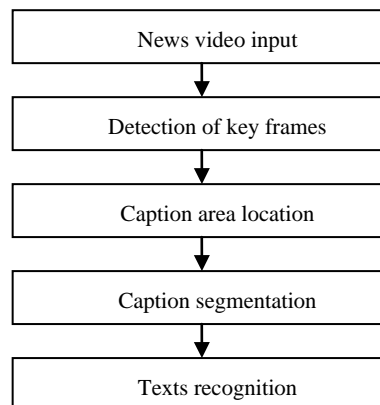 News video input
Detection of key frames
Caption area location
Caption segmentation
Texts recognition